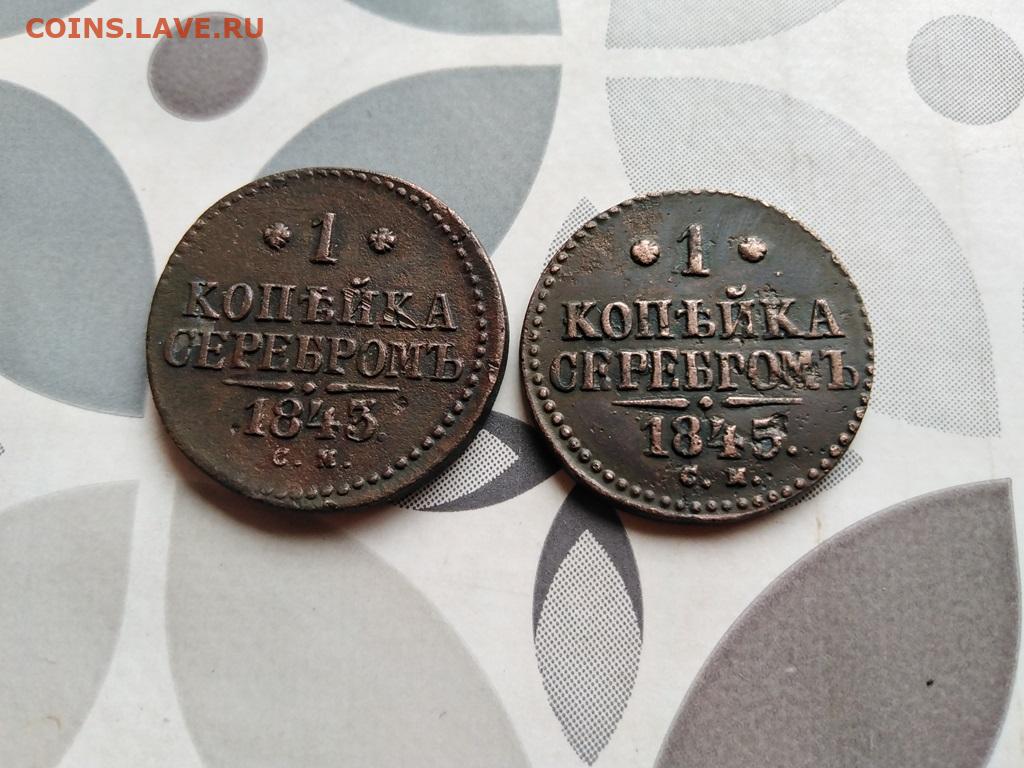 COINS.LAVE.RU
1
КОПѢЙКА
СЕРЕБРОМЪ
1843.
С. М.
1
КОПѢЙКА
СЕРЕБРОМЪ
1845.
С. М.